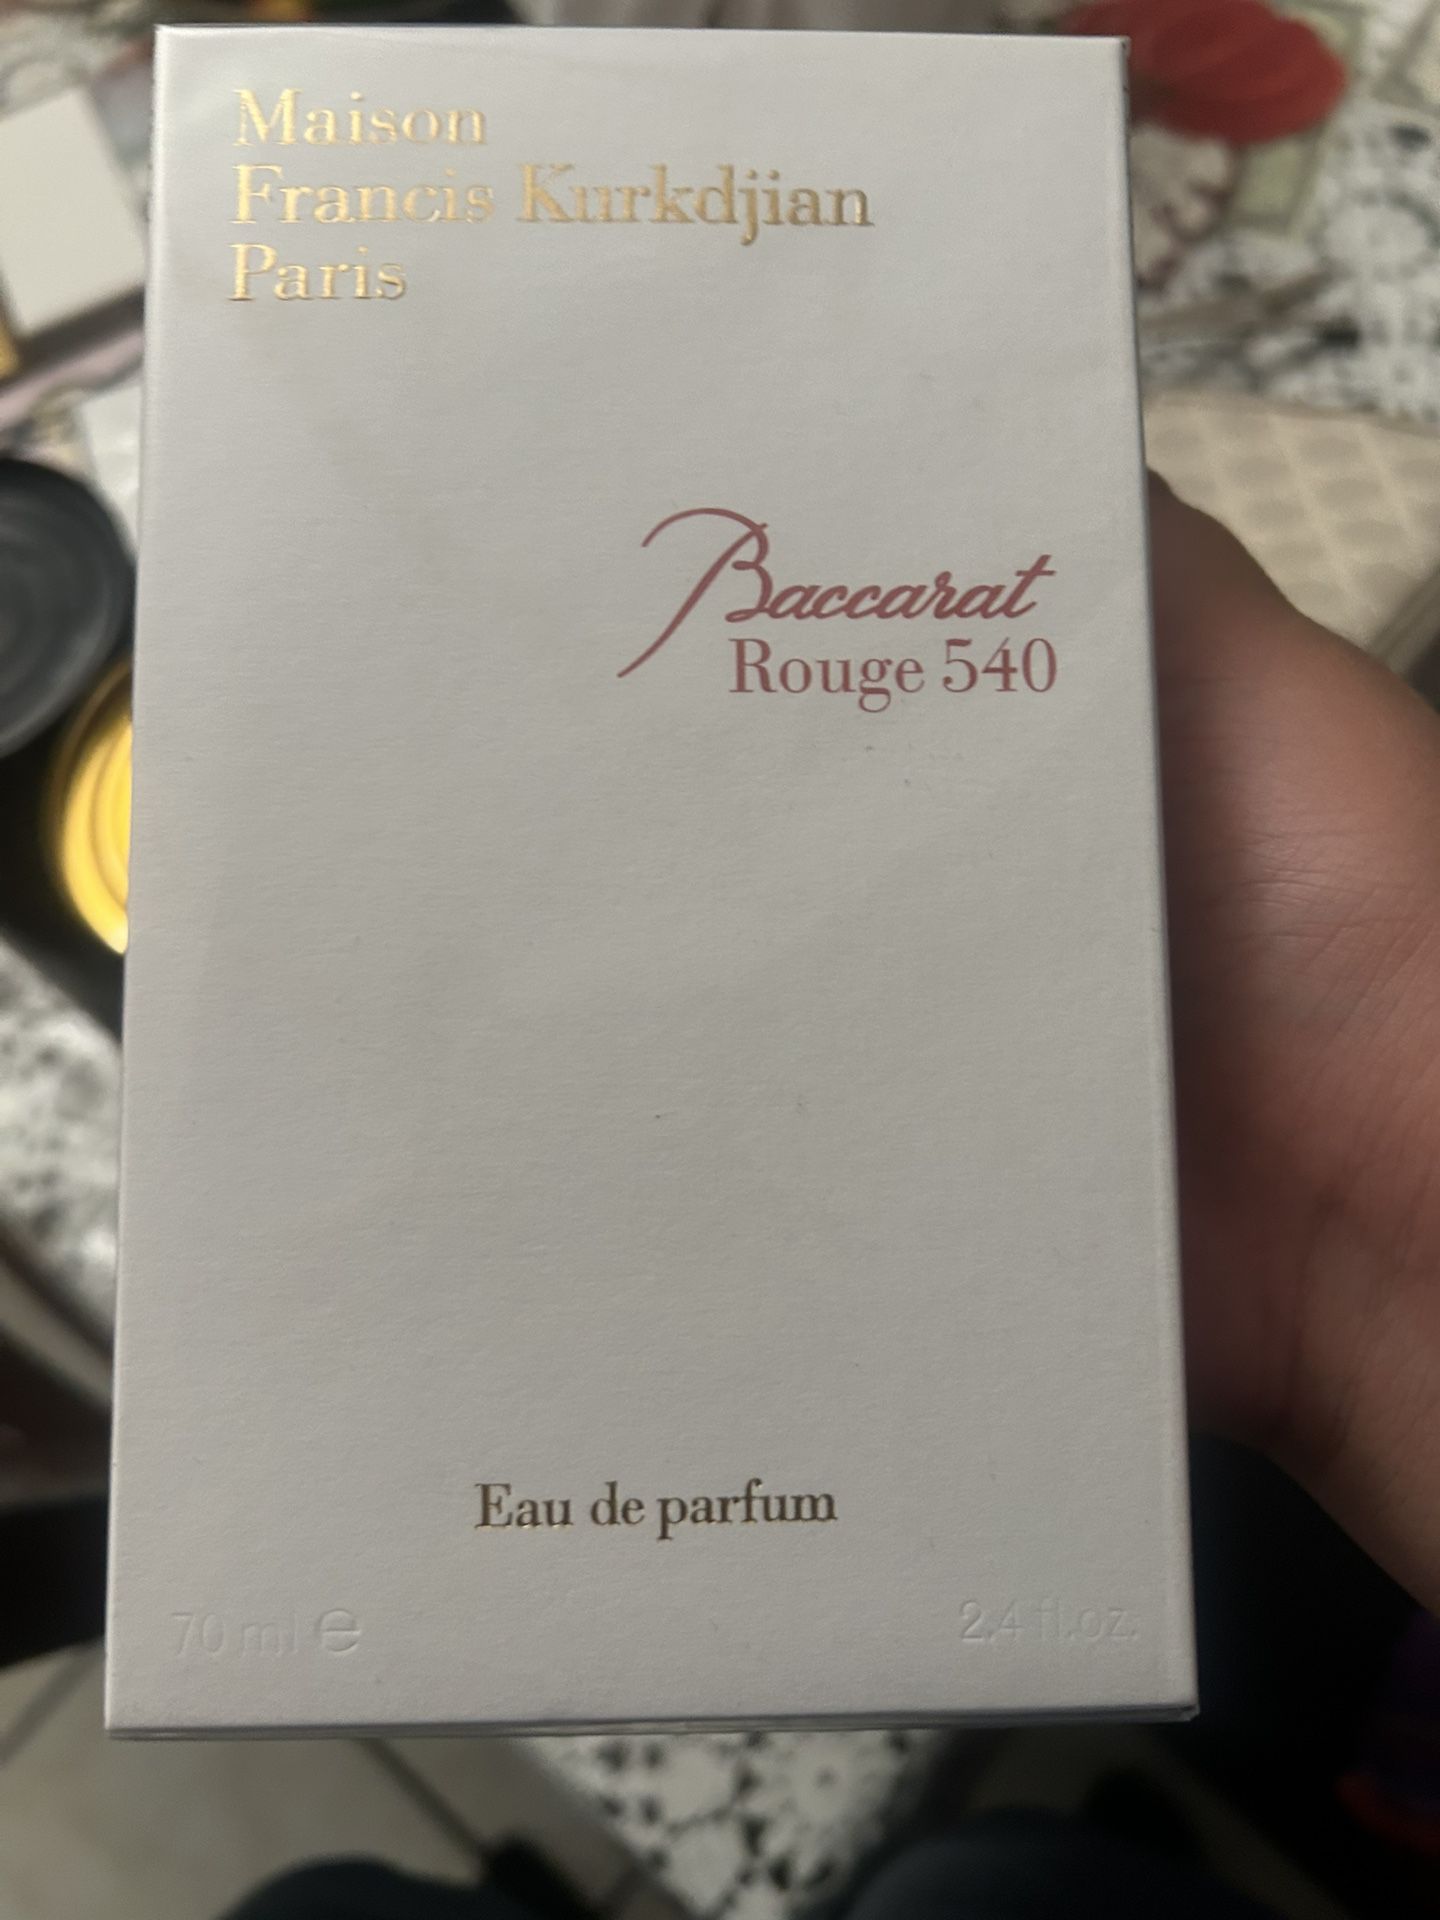 Maison
Francis Kurkdjian
Paris
Baccarat
Rouge 540
Eau de parfum
70 ml ℮ 2.4 fl.oz.